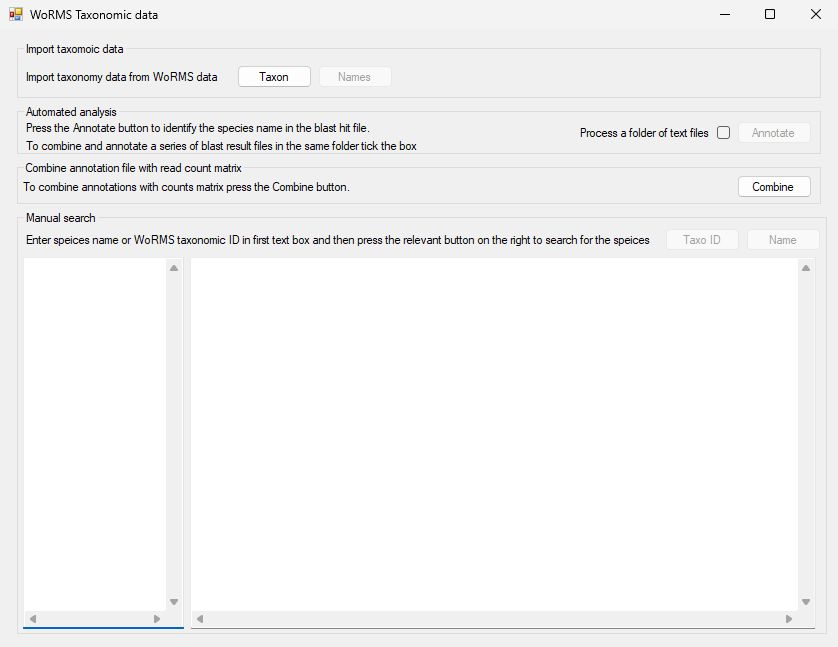 WoRMS Taxonomic data
Import taxomoic data
Import taxonomy data from WoRMS data Taxon Names
Automated analysis
Press the Annotate button to identify the species name in the blast hit file.
Process a folder of text files Annotate
To combine and annotate a series of blast result files in the same folder tick the box
Combine annotation file with read count matrix
To combine annotations with counts matrix press the Combine button. Combine
Manual search
Enter speices name or WoRMS taxonomic ID in first text box and then press the relevant button on the right to search for the speices Taxo ID Name